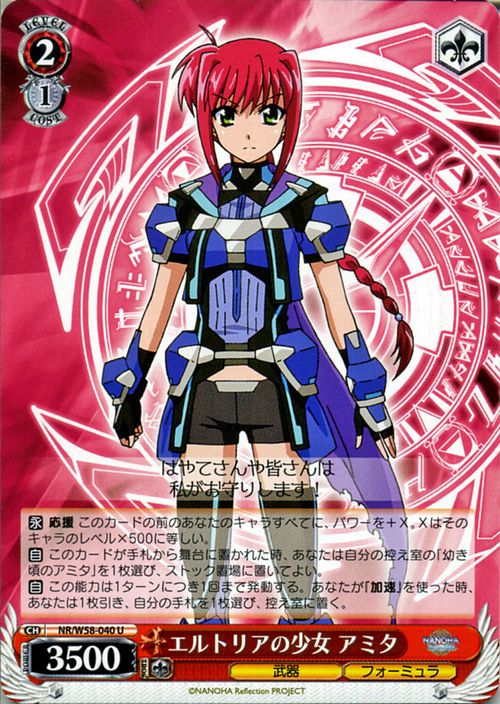 LEVEL
2
1
COST
はやてさんや皆さんは
私がお守りします！
永 応援 このカードの前のあなたのキャラすべてに、パワーを＋X。Xはその
キャラのレベル×500に等しい。
自 このカードが手札から舞台に置かれた時、あなたは自分の控え室の「幼き
頃のアミタ」を1枚選び、ストック置場に置いてよい。
自 この能力は1ターンにつき1回まで発動する。あなたが「加速」を使った時、
あなたは1枚引き、自分の手札を1枚選び、控え室に置く。
CH NR/W58-040 U
エルトリアの少女 アミタ
NANOHA
POWER
3500
SOUL
武器
フォーミュラ
©NANOHA Reflection PROJECT